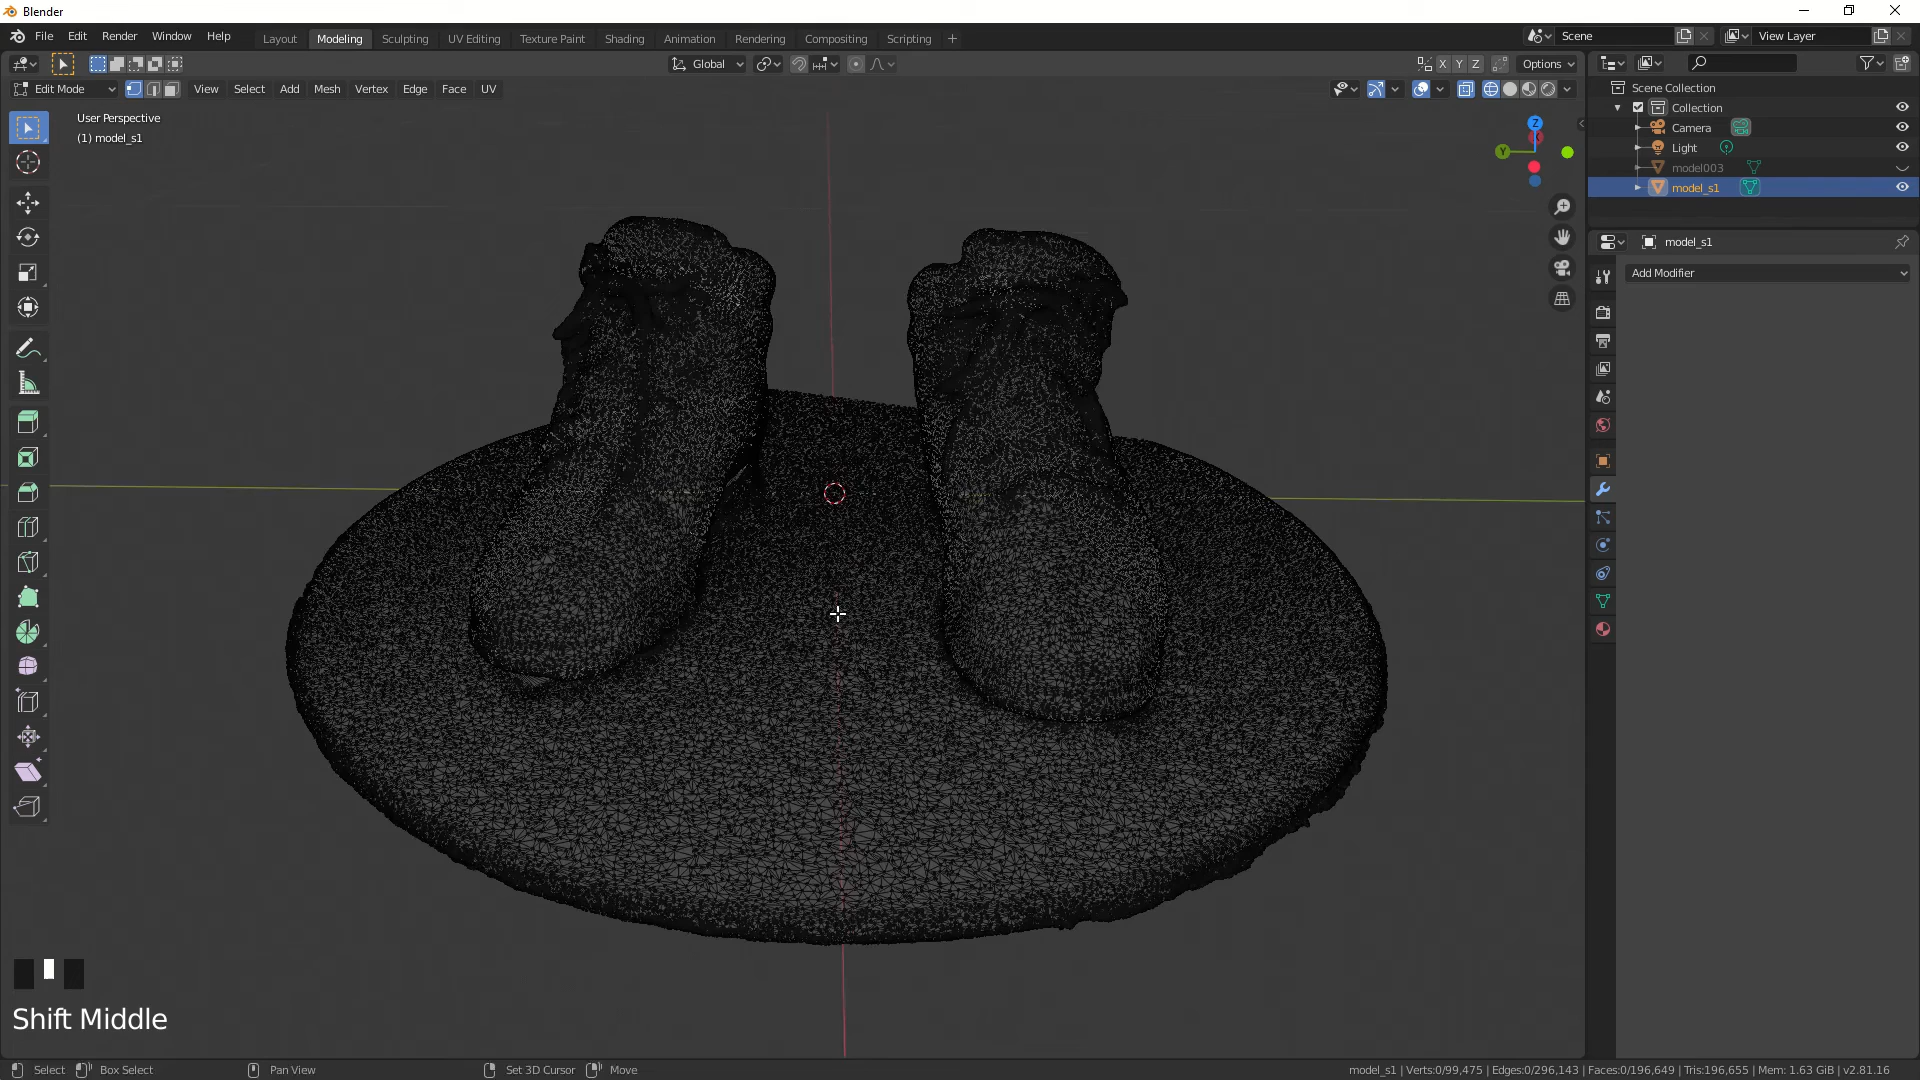 Blender
File Edit Render Window Help
Layout Modeling Sculpting UV Editing Texture Paint Shading Animation Rendering Compositing Scripting +
Scene
View Layer
Global
X Y Z
Options
Edit Mode
View Select Add Mesh Vertex Edge Face UV
User Perspective
(1) model_s1
Z
Y
Scene Collection
Collection
Camera
Light
model003
model_s1
model_s1
Add Modifier
Shift Middle
Select
Box Select
Pan View
Set 3D Cursor
Move
model_s1 | Verts:0/99,475 | Edges:0/296,143 | Faces:0/196,649 | Tris:196,655 | Mem: 1.63 GiB | v2.81.16